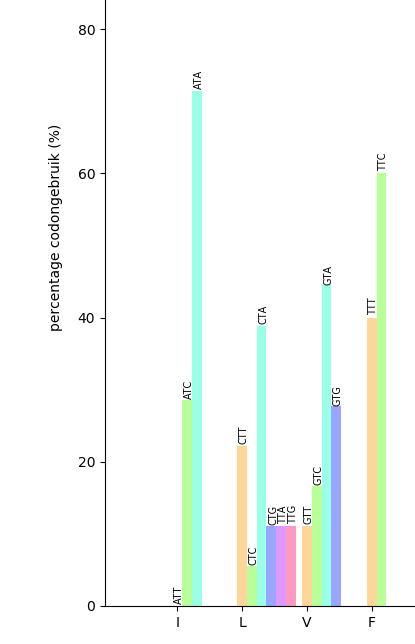 percentage codongebruik (%)
80
60
40
20
0
ATT
ATC
ATA
CTT
CTC
CTA
CTG
TTA
TTG
GTT
GTC
GTA
GTG
TTT
TTC
I
L
V
F